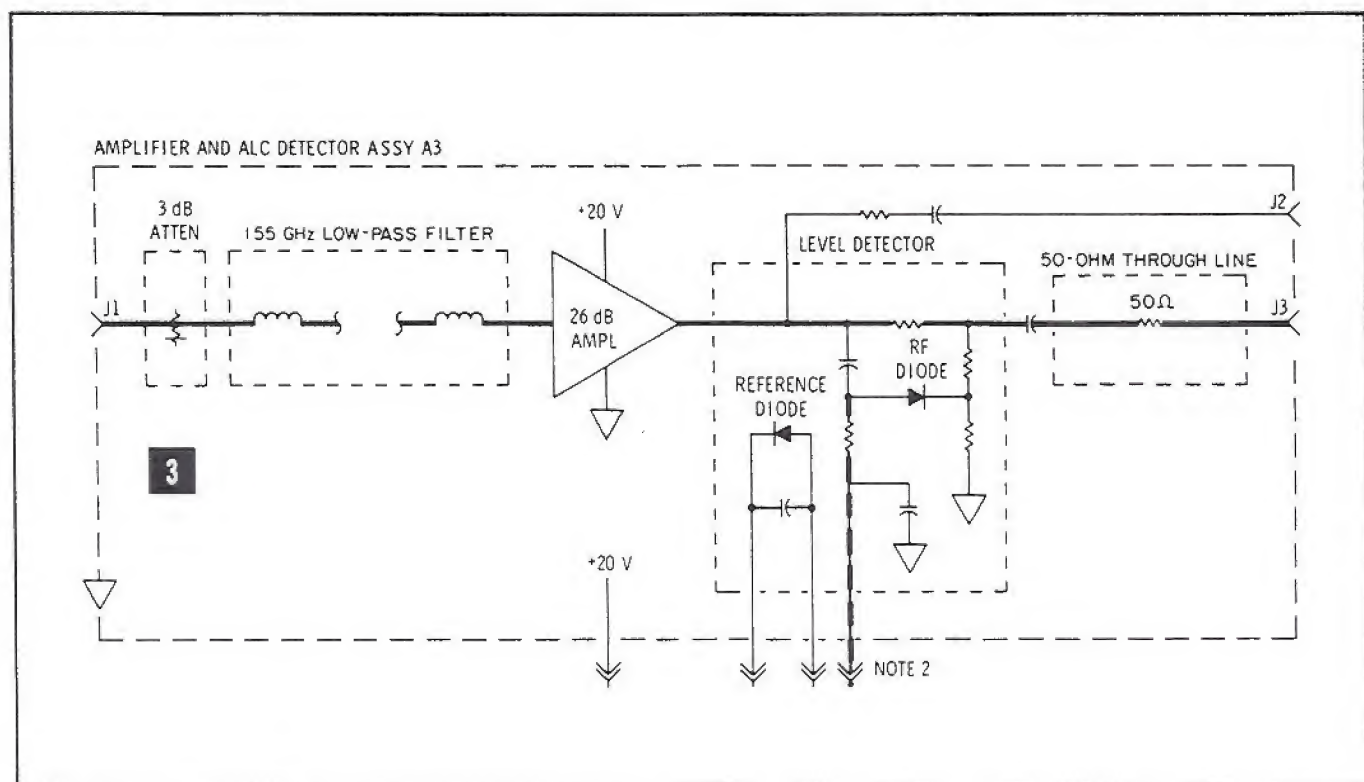 AMPLIFIER AND ALC DETECTOR ASSY A3
3 dB
ATTEN
155 GHz LOW-PASS FILTER
+20 V
J2
LEVEL DETECTOR
50-OHM THROUGH LINE
J1
26 dB
AMPL
50Ω
J3
RF
DIODE
REFERENCE
DIODE
3
+20 V
NOTE 2